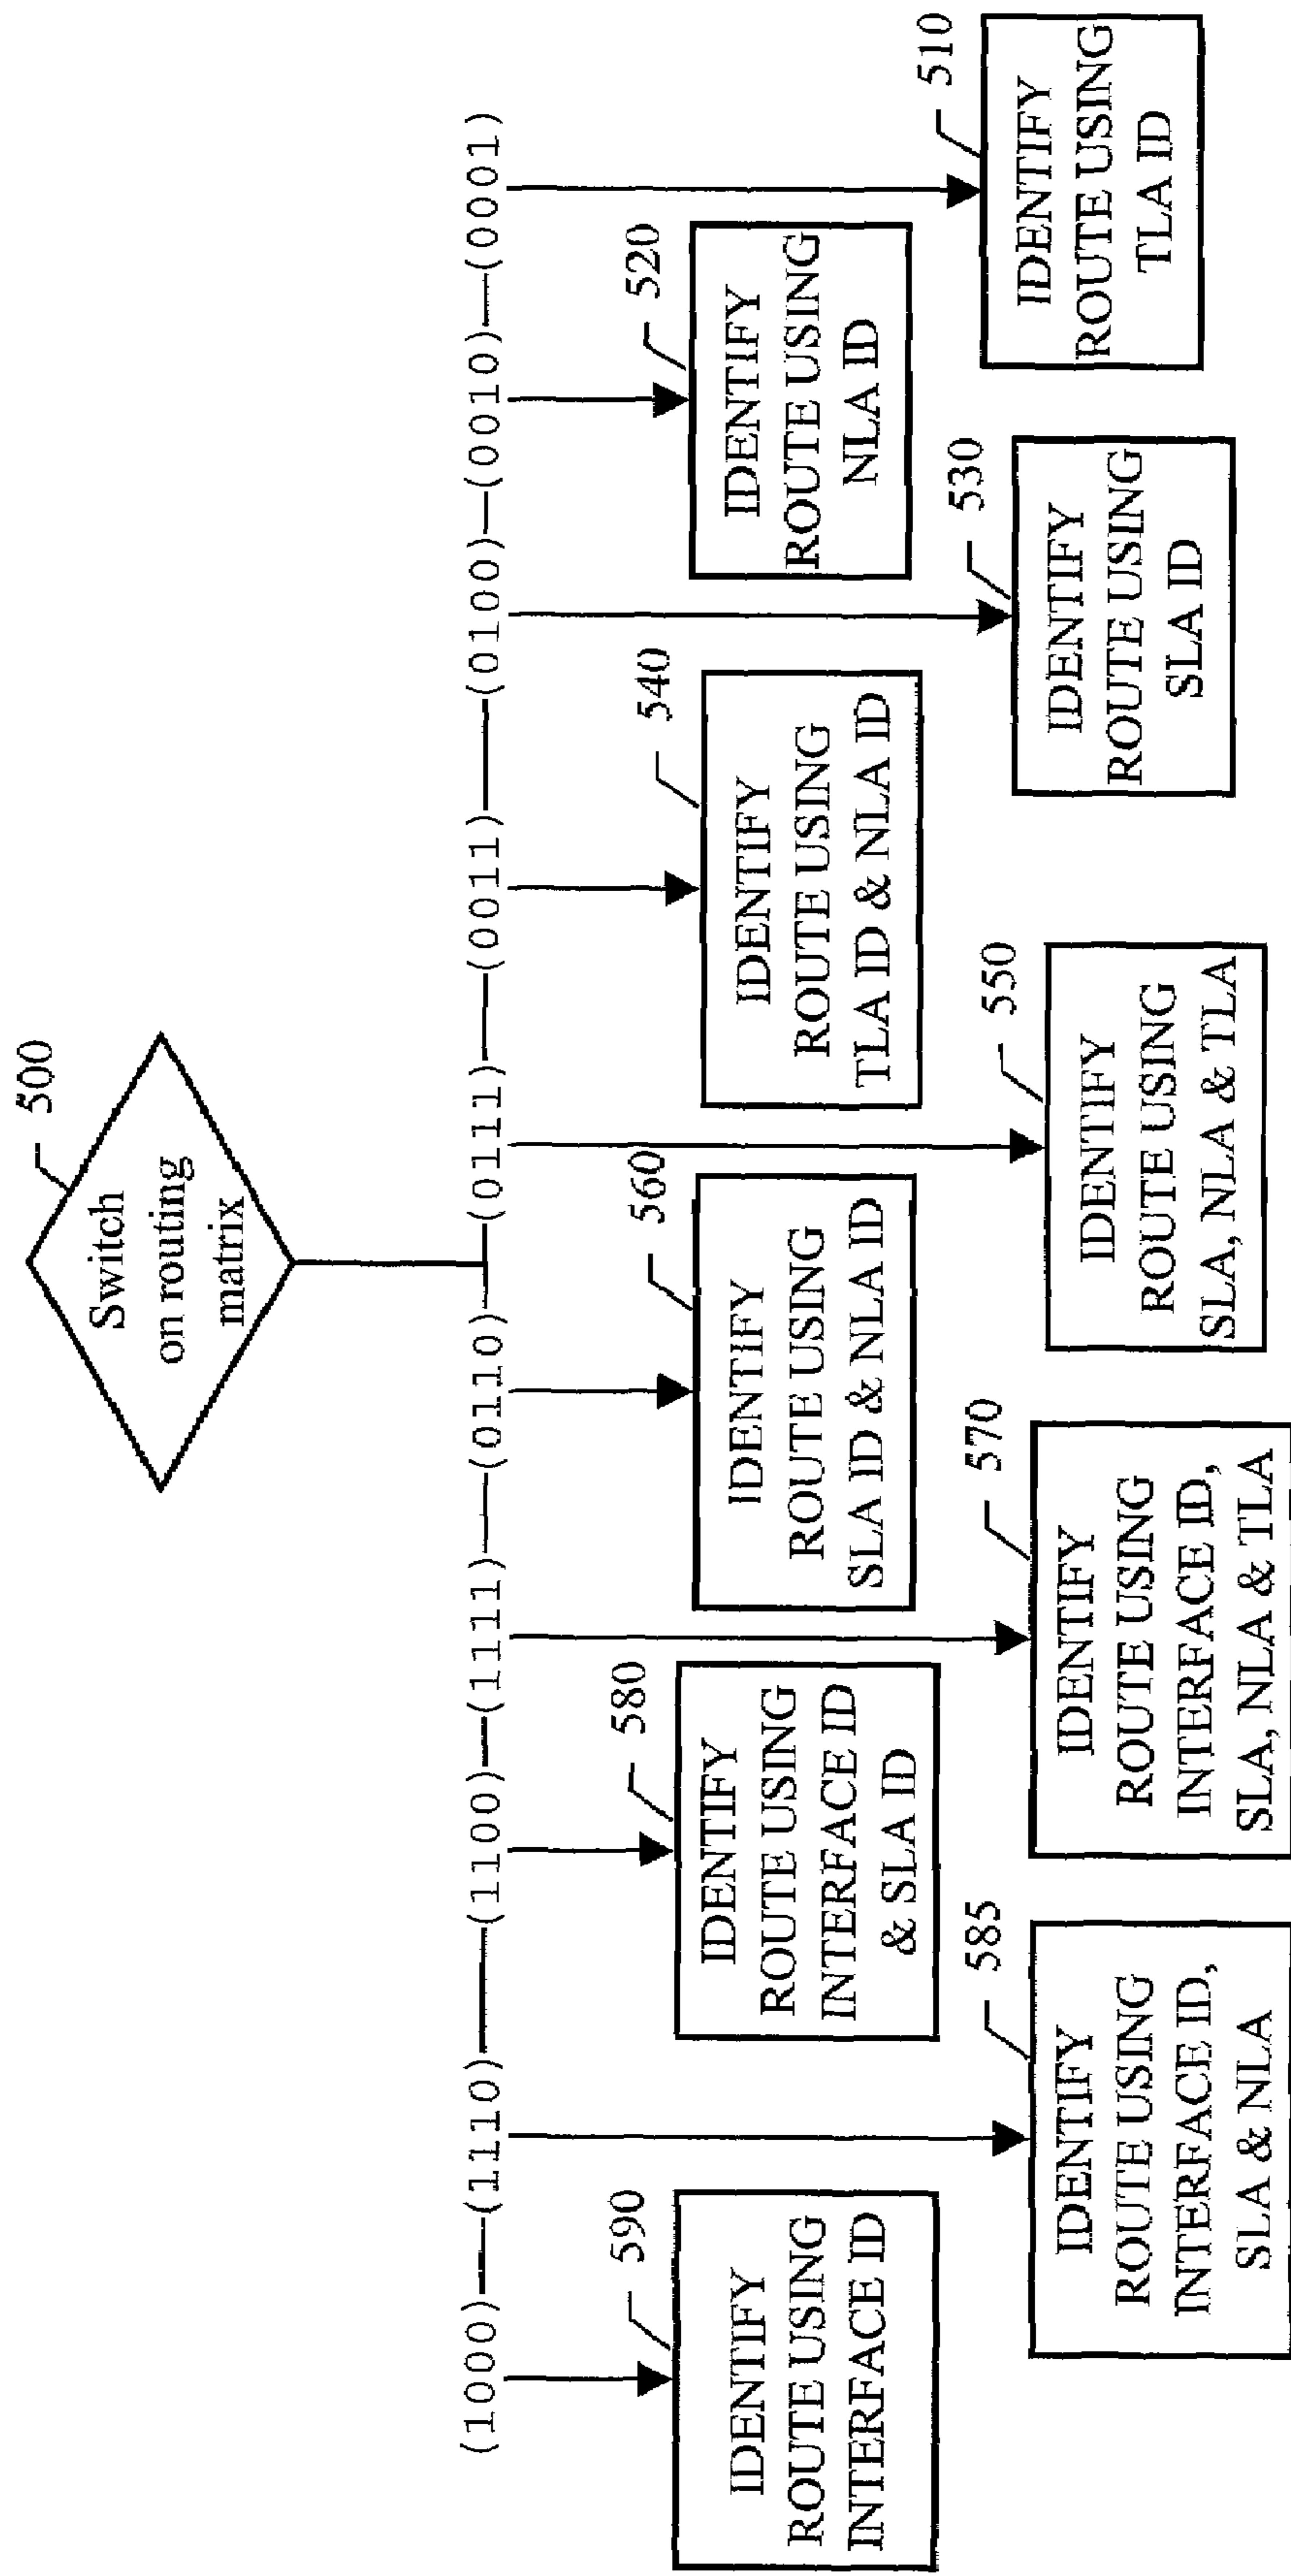 500
Switch
on routing
matrix
(1000)—(1110)——(1100)—(1111)——(0110)—(0111)——(0011)——(0100)—(0010)—(0001)
590
IDENTIFY
ROUTE USING
INTERFACE ID
580
IDENTIFY
ROUTE USING
INTERFACE ID
& SLA ID
560
IDENTIFY
ROUTE USING
SLA ID & NLA ID
540
IDENTIFY
ROUTE USING
TLA ID & NLA ID
520
IDENTIFY
ROUTE USING
NLA ID
585
IDENTIFY
ROUTE USING
INTERFACE ID,
SLA & NLA
570
IDENTIFY
ROUTE USING
INTERFACE ID,
SLA, NLA & TLA
550
IDENTIFY
ROUTE USING
SLA, NLA & TLA
530
IDENTIFY
ROUTE USING
SLA ID
510
IDENTIFY
ROUTE USING
TLA ID